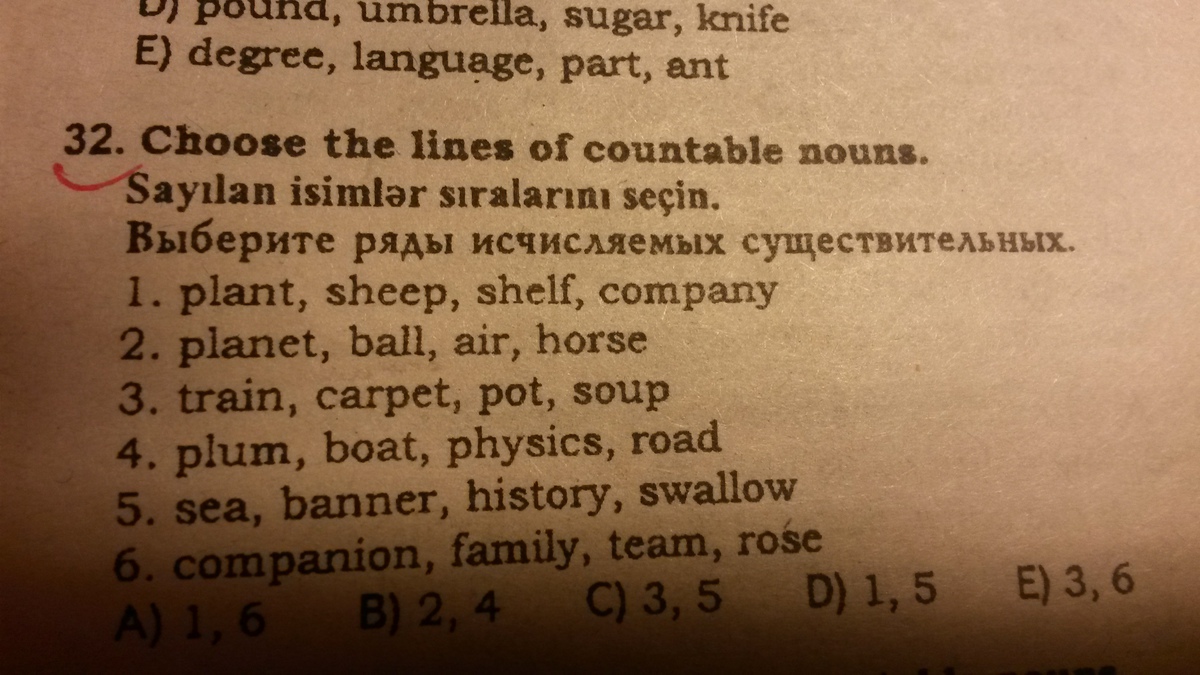 D) pound, umbrella, sugar, knife
E) degree, language, part, ant
32. Choose the lines of countable nouns.
Sayılan isimlər sıralarını seçin.
Выберите ряды исчисляемых существительных.
1. plant, sheep, shelf, company
2. planet, ball, air, horse
3. train, carpet, pot, soup
4. plum, boat, physics, road
5. sea, banner, history, swallow
6. companion, family, team, rose
A) 1, 6 B) 2, 4 C) 3, 5 D) 1, 5 E) 3, 6
nouns